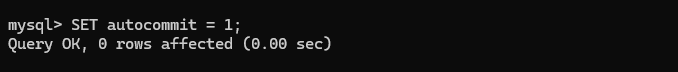 mysql> SET autocommit = 1;
Query OK, 0 rows affected (0.00 sec)